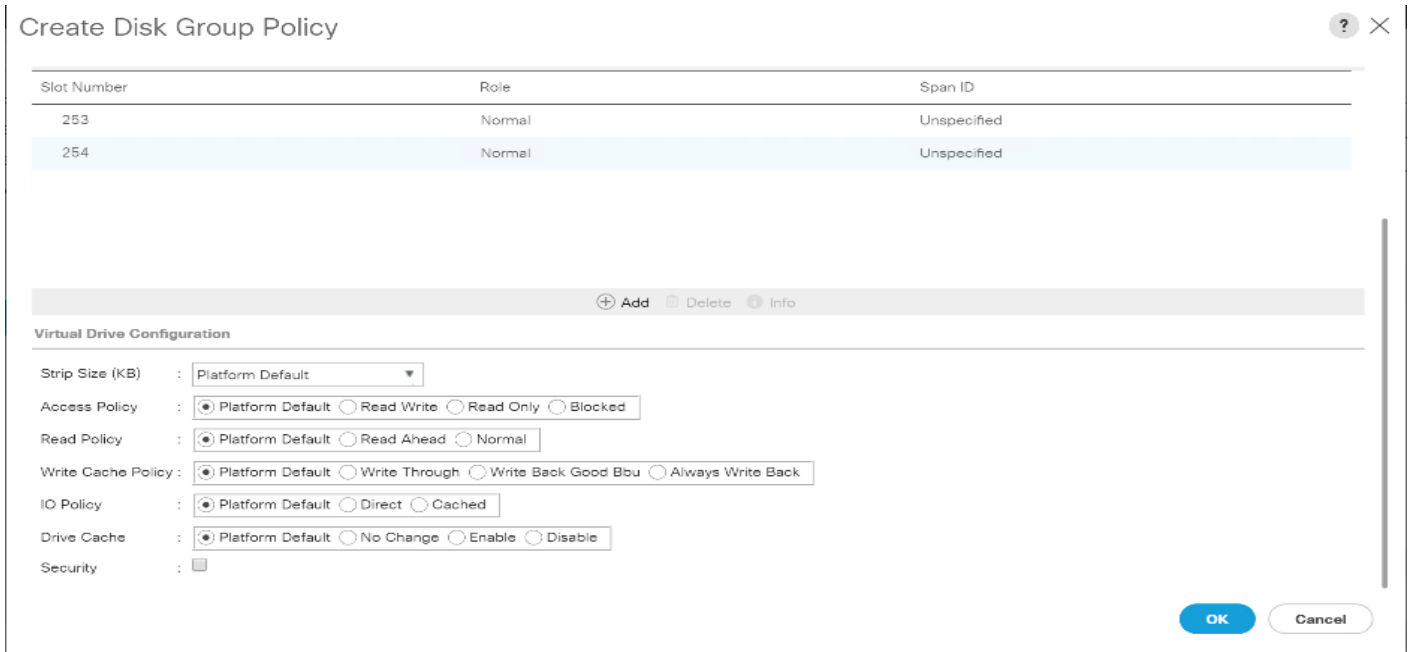 Create Disk Group Policy ? ×
Slot Number Role Span ID
253 Normal Unspecified
254 Normal Unspecified
Add Delete Info
Virtual Drive Configuration
Strip Size (KB) : Platform Default
Access Policy : Platform Default Read Write Read Only Blocked
Read Policy : Platform Default Read Ahead Normal
Write Cache Policy : Platform Default Write Through Write Back Good Bbu Always Write Back
IO Policy : Platform Default Direct Cached
Drive Cache : Platform Default No Change Enable Disable
Security :
OK Cancel